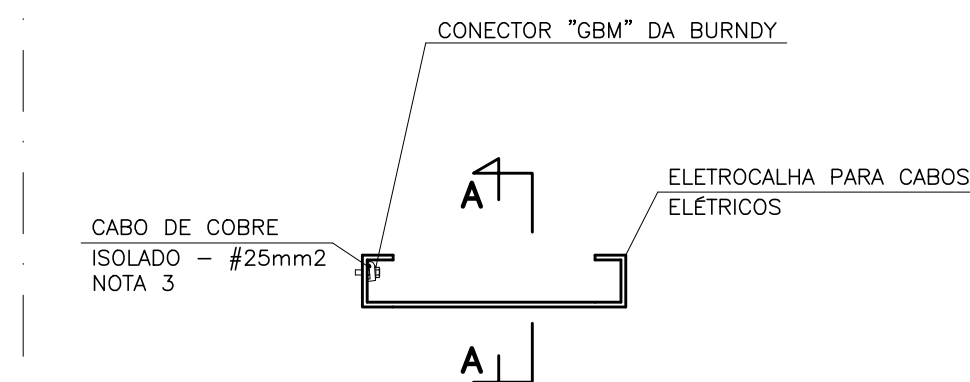 CONECTOR ”GBM” DA BURNDY
ELETROCALHA PARA CABOS
ELÉTRICOS
A
CABO DE COBRE
ISOLADO – #25mm2
NOTA 3
A